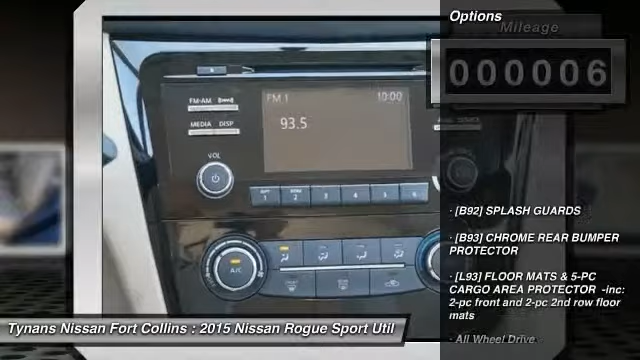 Options
Mileage
000006
FM-AM
FM 1
10:00
MEDIA DISP
93.5
VOL
1 2 3 4 5 6
A/C
· [B92] SPLASH GUARDS
· [B93] CHROME REAR BUMPER
PROTECTOR
· [L93] FLOOR MATS & 5-PC
CARGO AREA PROTECTOR -inc:
2-pc front and 2-pc 2nd row floor
mats
· All Wheel Drive
Tynans Nissan Fort Collins : 2015 Nissan Rogue Sport Util